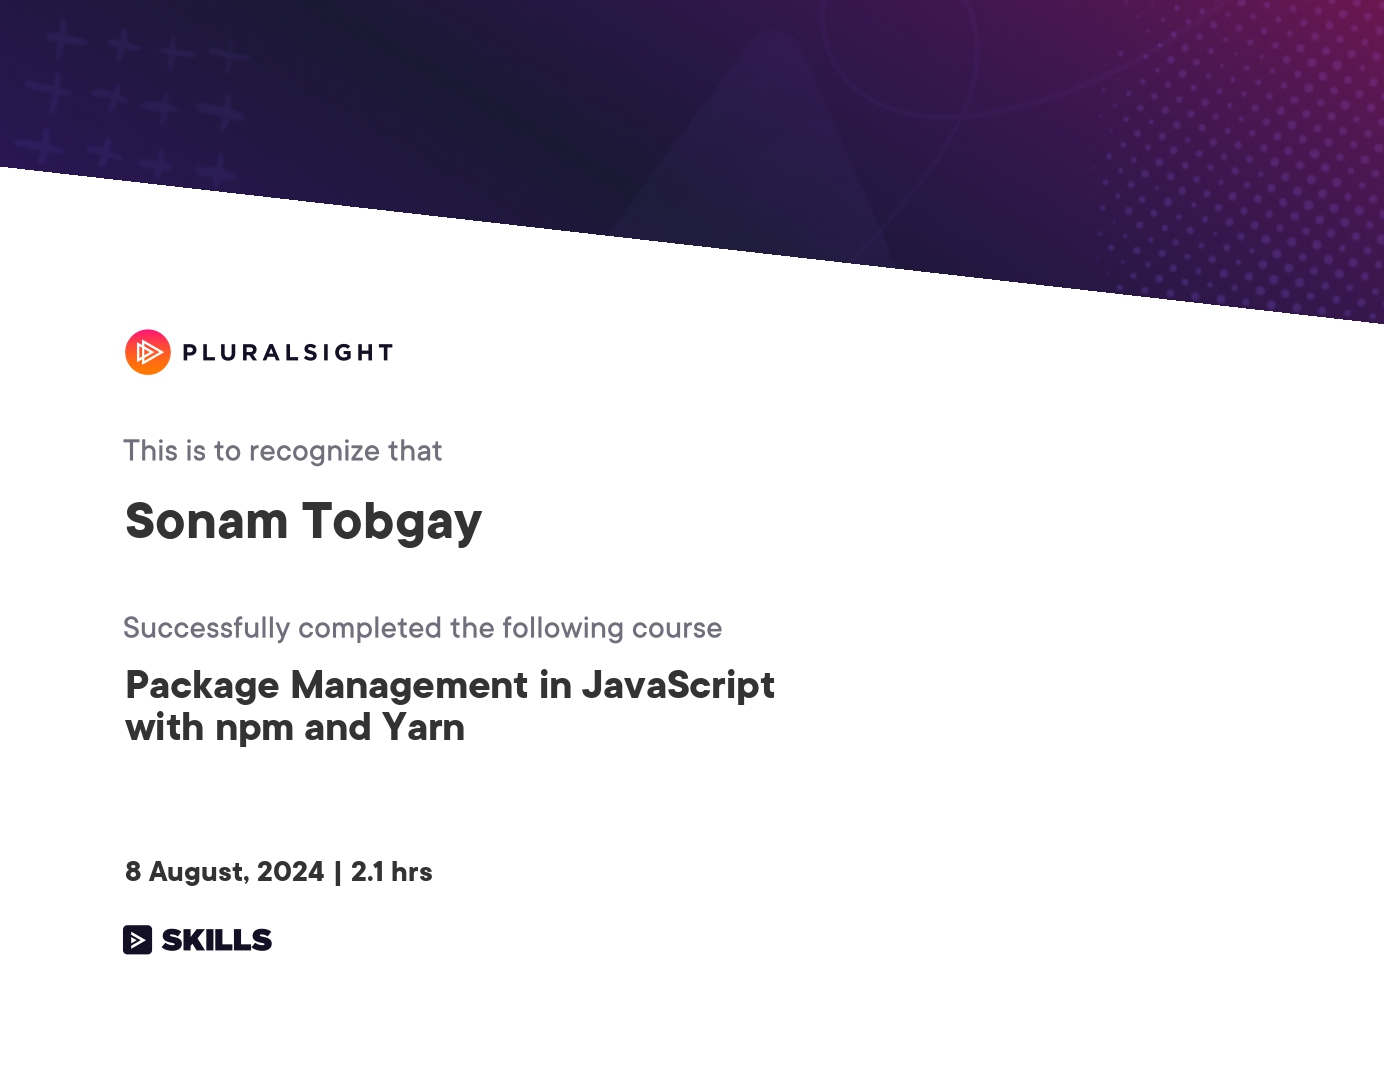 PLURALSIGHT
This is to recognize that
Sonam Tobgay
Successfully completed the following course
Package Management in JavaScript
with npm and Yarn
8 August, 2024 | 2.1 hrs
SKILLS